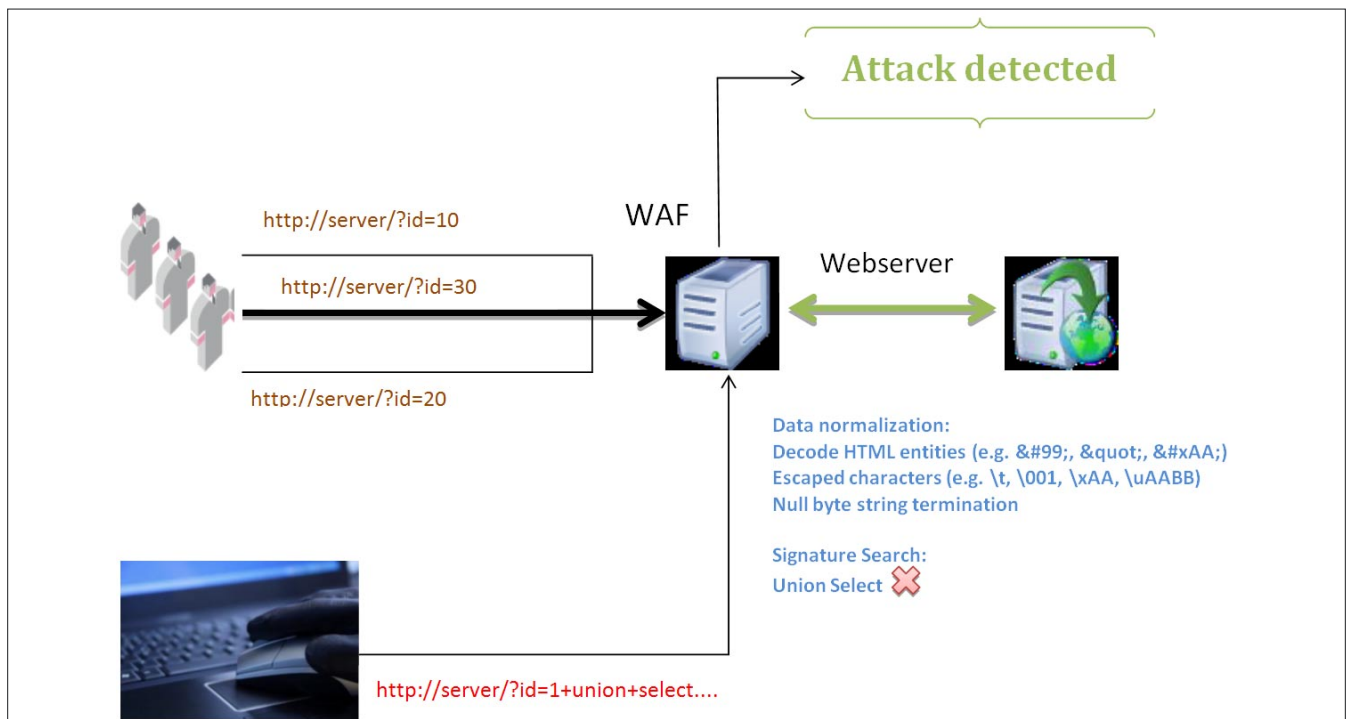 Attack detected
http://server/?id=10
WAF
http://server/?id=30
Webserver
http://server/?id=20
Data normalization:
Decode HTML entities (e.g. &#99;, &quot;, &#xAA;)
Escaped characters (e.g. \t, \001, \xAA, \uAABB)
Null byte string termination
Signature Search:
Union Select
http://server/?id=1+union+select....